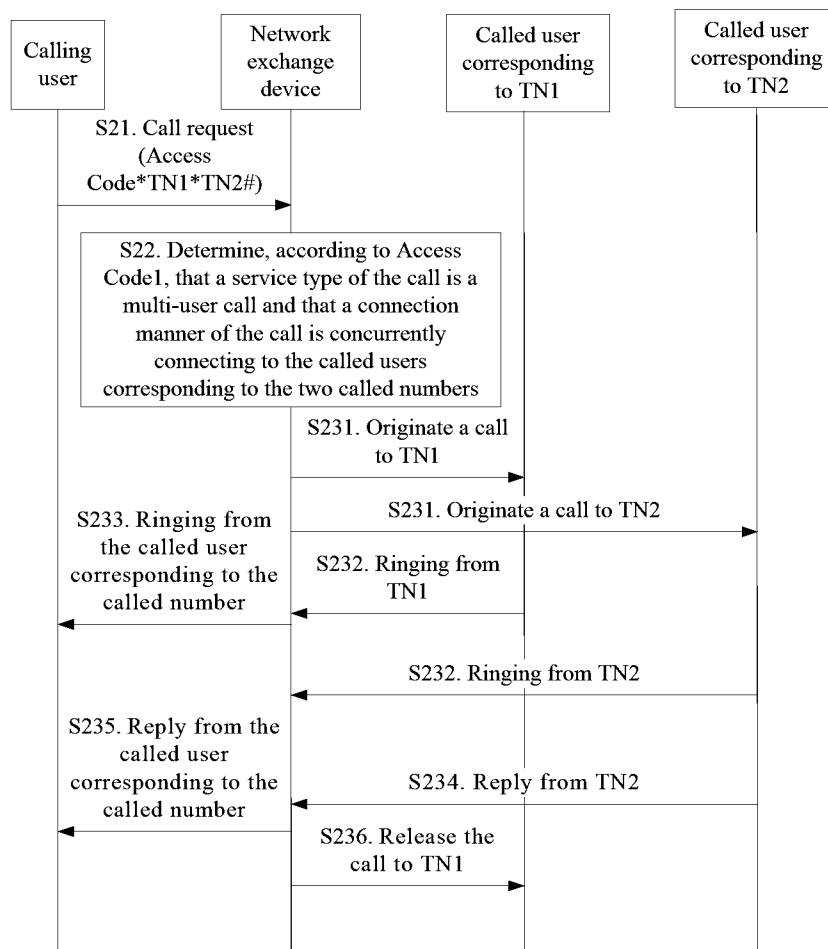 Calling
user
Network
exchange
device
Called user
corresponding
to TN1
Called user
corresponding
to TN2
S21. Call request
(Access
Code*TN1*TN2#)
S22. Determine, according to Access
Code1, that a service type of the call is a
multi-user call and that a connection
manner of the call is concurrently
connecting to the called users
corresponding to the two called numbers
S231. Originate a call
to TN1
S231. Originate a call to TN2
S233. Ringing from
the called user
corresponding to the
called number
S232. Ringing from
TN1
S232. Ringing from TN2
S235. Reply from the
called user
corresponding to the
called number
S234. Reply from TN2
S236. Release the
call to TN1